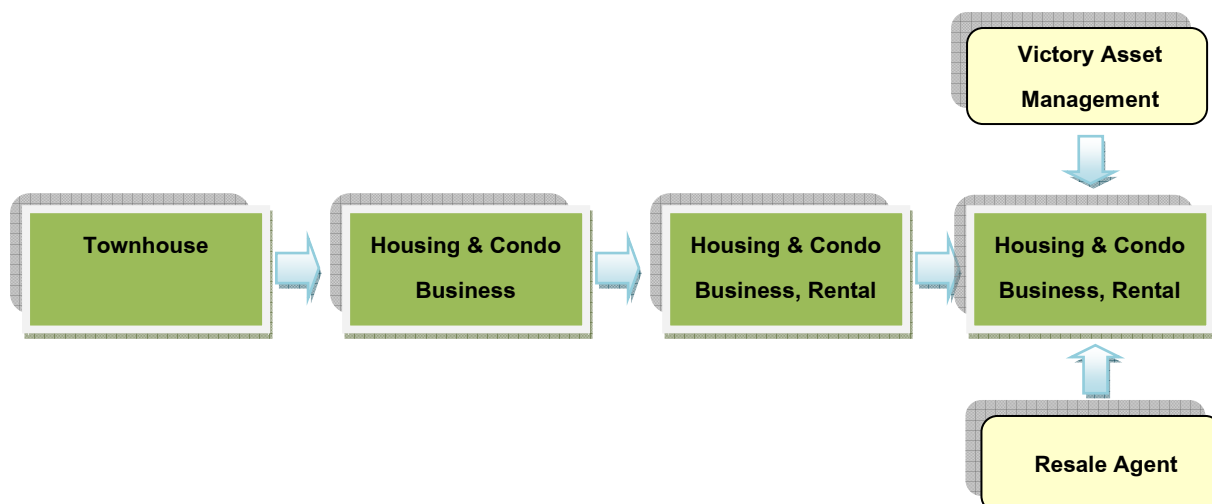 Victory Asset
Management
Townhouse
Housing & Condo
Business
Housing & Condo
Business, Rental
Housing & Condo
Business, Rental
Resale Agent